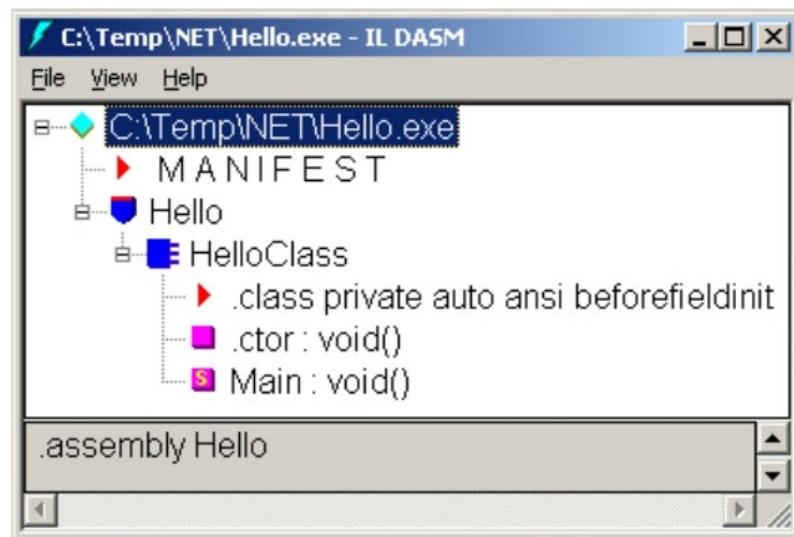 C:\Temp\NET\Hello.exe - IL DASM
File View Help
C:\Temp\NET\Hello.exe
M A N I F E S T
Hello
HelloClass
.class private auto ansi beforefieldinit
.ctor : void()
S Main : void()
.assembly Hello